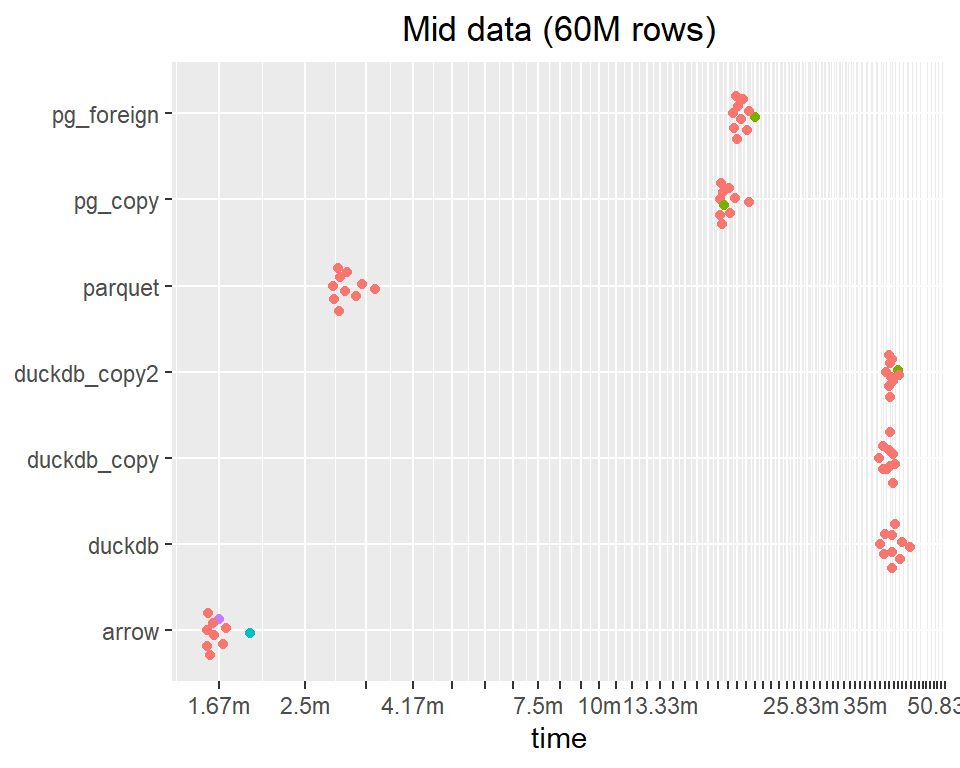 Mid data (60M rows)
pg_foreign
pg_copy
parquet
duckdb_copy2
duckdb_copy
duckdb
arrow
1.67m 2.5m 4.17m 7.5m 10m 13.33m 25.83m 35m 50.83
time